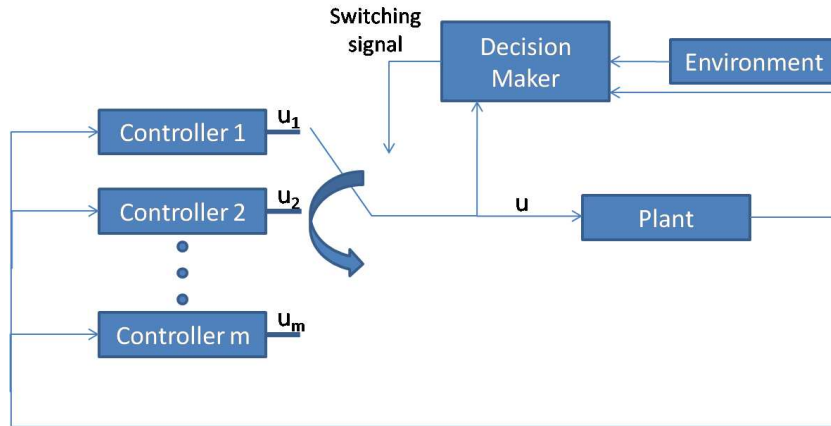 Switching
signal
Decision
Maker
Environment
Controller 1
u₁
Controller 2
u₂
u
Plant
Controller m
uₘ